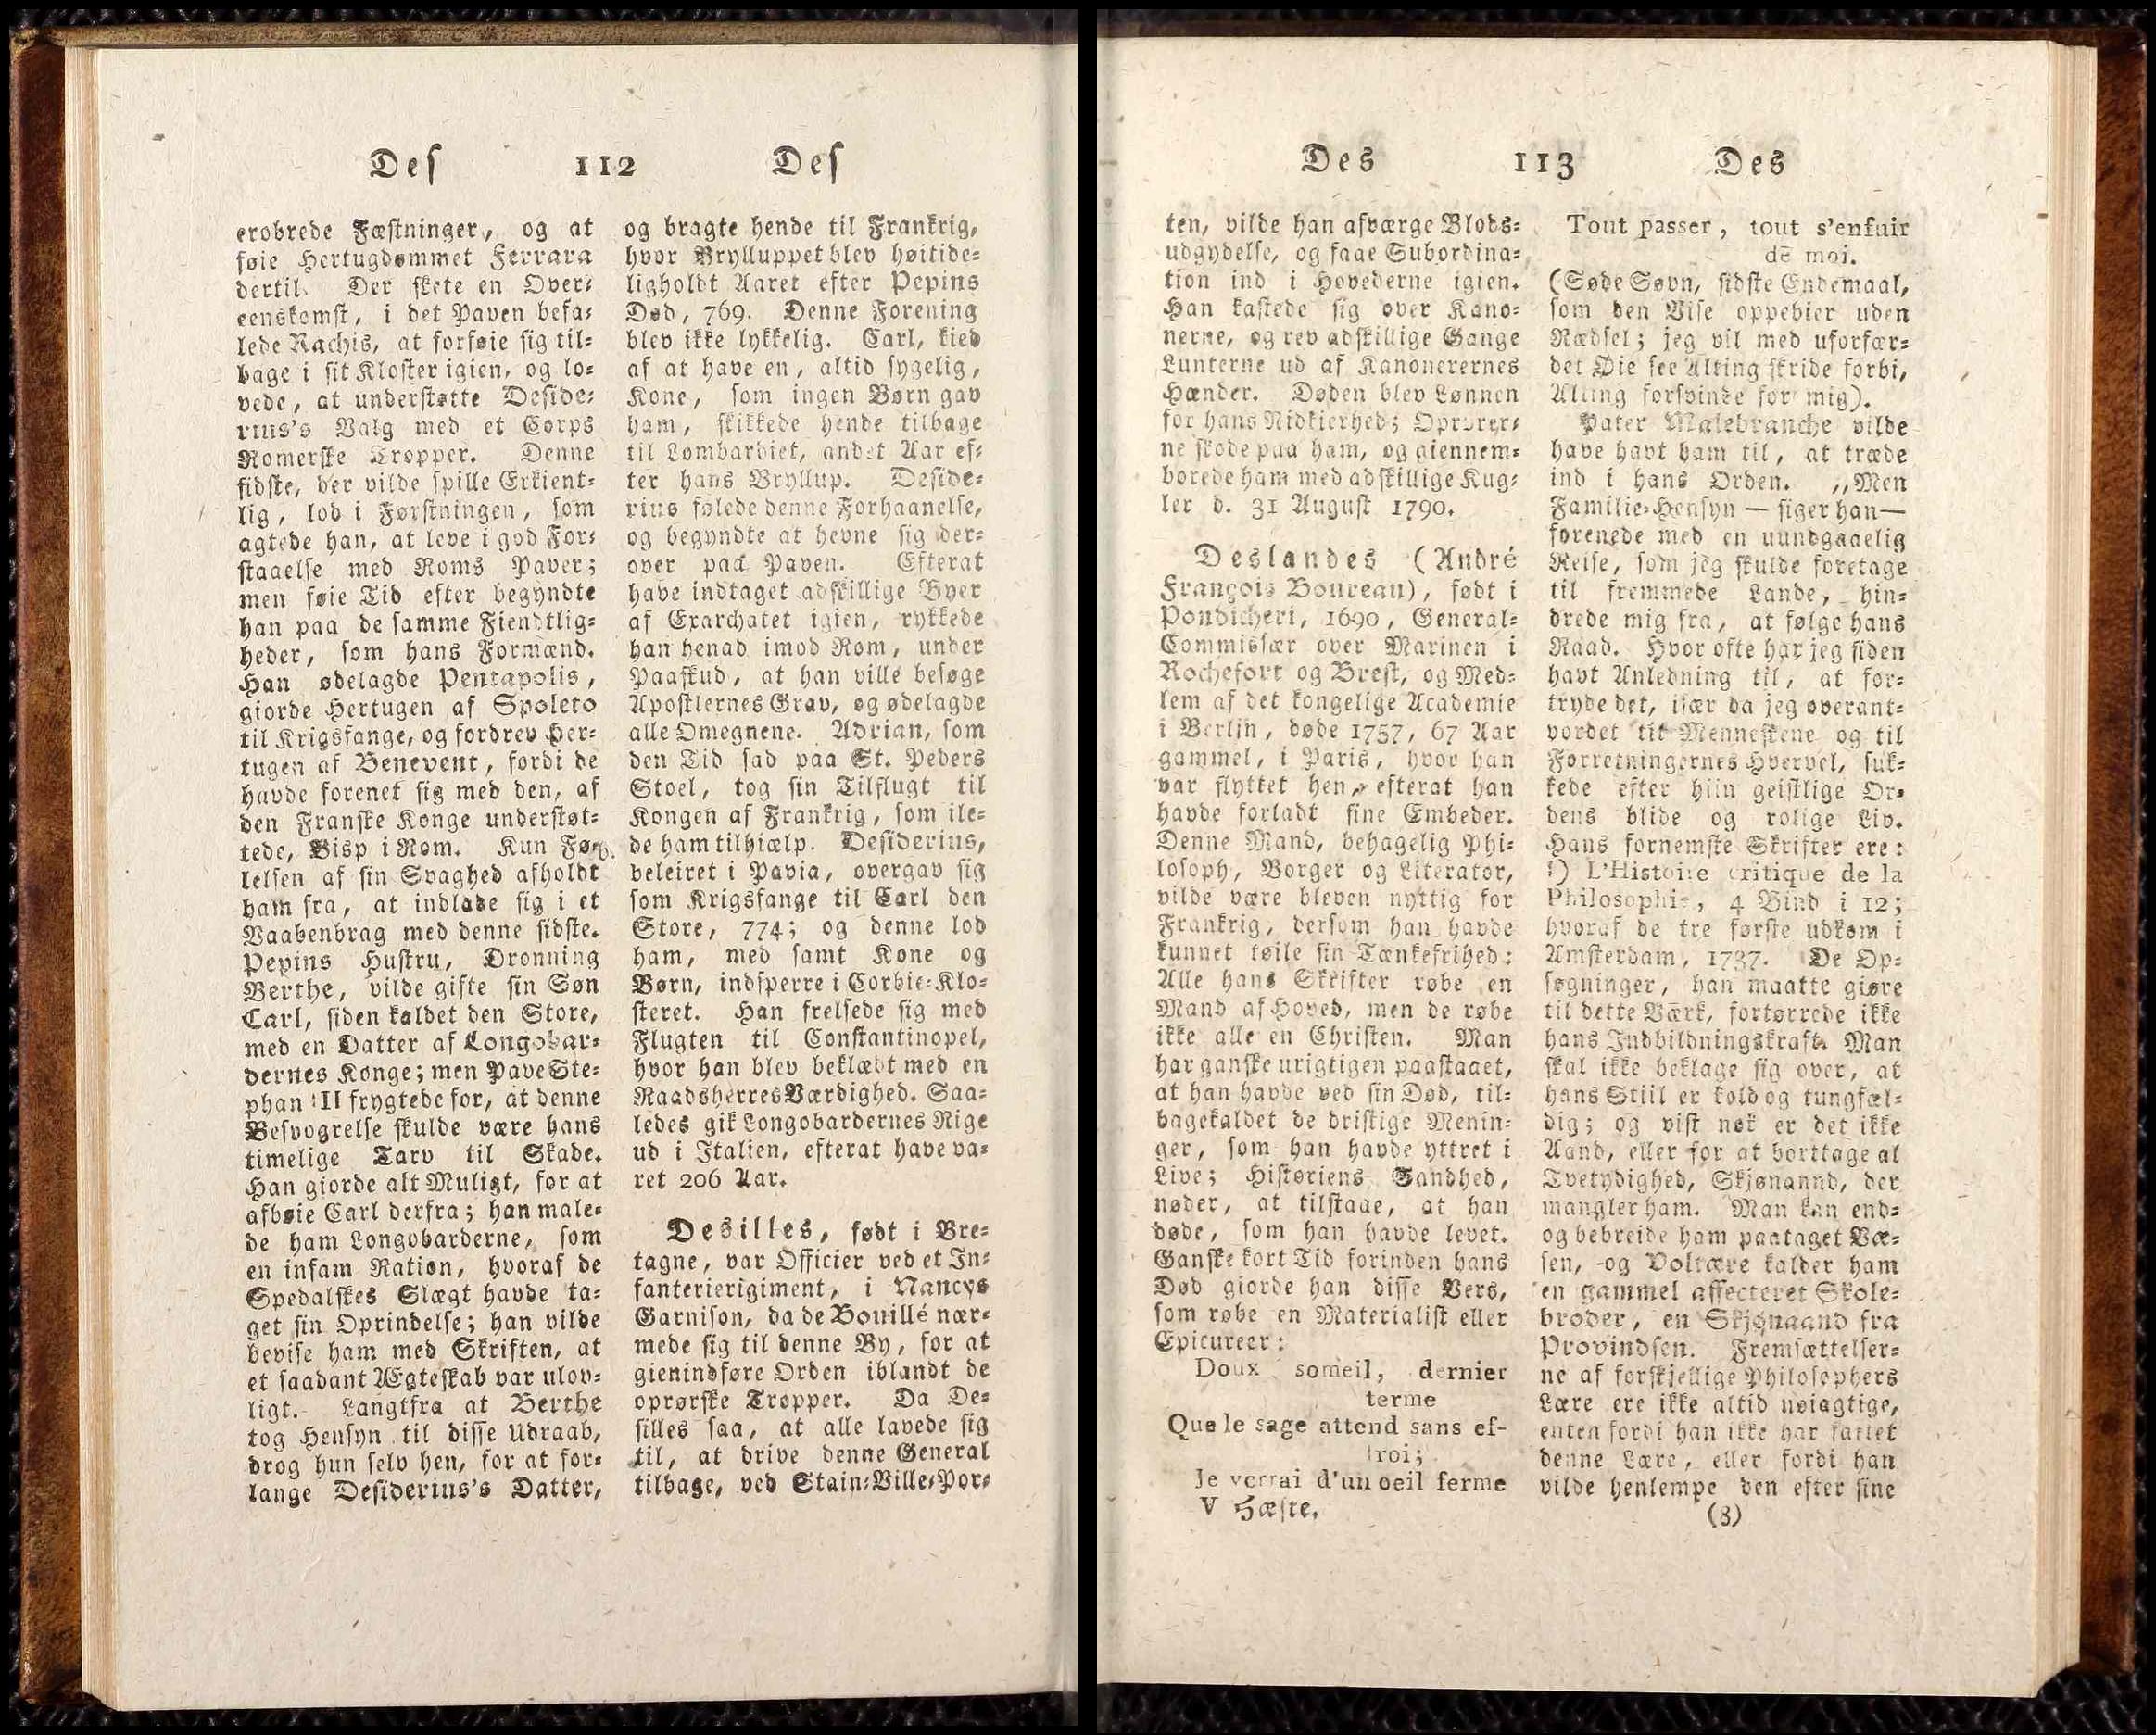 Des 112 Des
erobrede Fæstninger, og at
føie Hertugdømmet Ferrara
dertil. Der skete en Over-
eenskomst, i det Paven befa-
lede Rachis, at forføie sig til-
bage i sit Kloster igien, og lo-
vede, at understøtte Deside-
rius's Valg med et Corps
Romerske Tropper. Denne
sidste, der vilde spille Erkient-
lig, lod i Førstningen, som
agtede han, at leve i god For-
staaelse med Roms Paver;
men føie Tid efter begyndte
han paa de samme Fiendtlig-
heder, som hans Formænd.
Han ødelagde Pentapolis,
giorde Hertugen af Spoleto
til Krigsfange, og fordrev Her-
tugen af Benevent, fordi de
havde forenet sig med den, af
den Franske Konge understøt-
tede, Bisp i Rom. Kun Fø-
lelsen af sin Svaghed afholdt
ham fra, at indlade sig i et
Vaabenbrag med denne sidste.
Pepins Hustru, Dronning
Berthe, vilde gifte sin Søn
Carl, siden kaldet den Store,
med en Datter af Longobar-
dernes Konge; men Pave Ste-
phan III frygtede for, at denne
Besvogrelse skulde være hans
timelige Tarv til Skade.
Han giorde alt Muligt, for at
afbøie Carl derfra; han male-
de ham Longobarderne, som
en infam Nation, hvoraf de
Spedalskes Slægt havde ta-
get sin Oprindelse; han vilde
bevise ham med Skriften, at
et saadant Ægteskab var ulov-
ligt. Langtfra at Berthe
tog Hensyn til disse Udraab,
drog hun selv hen, for at for-
lange Desiderius's Datter,
og bragte hende til Frankrig,
hvor Brylluppet blev høitide-
ligholdt Aaret efter Pepins
Død, 769. Denne Forening
blev ikke lykkelig. Carl, kied
af at have en, altid sygelig,
Kone, som ingen Børn gav
ham, skikkede hende tilbage
til Lombardiet, andet Aar ef-
ter hans Bryllup. Deside-
rius følede denne Forhaanelse,
og begyndte at hevne sig der-
over paa Paven. Efterat
have indtaget adskillige Byer
af Exarchatet igien, rykkede
han henad imod Rom, under
Paaskud, at han ville besøge
Apostlernes Grav, og ødelagde
alle Omegnene. Adrian, som
den Tid sad paa St. Peders
Stoel, tog sin Tilflugt til
Kongen af Frankrig, som ile-
de ham tilhiælp. Desiderius,
beleiret i Pavia, overgav sig
som Krigsfange til Carl den
Store, 774; og denne lod
ham, med samt Kone og
Børn, indsperre i Corbie-Klo-
steret. Han frelsede sig med
Flugten til Constantinopel,
hvor han blev beklædt med en
Raadsherres Værdighed. Saa-
ledes gik Longobardernes Rige
ud i Italien, efterat have va-
ret 206 Aar.
Desilles, født i Bre-
tagne, var Officier ved et In-
fanterierigiment, i Nancys
Garnison, da de Bouillé nær-
mede sig til denne By, for at
gienindføre Orden iblandt de
oprørske Tropper. Da De-
silles saa, at alle lavede sig
til, at drive denne General
tilbage, ved Stain-Ville-Por-
Des 113 Des
ten, vilde han afværge Blods-
udgydelse, og faae Subordina-
tion ind i Hovederne igien.
Han kastede sig over Kano-
nerne, og rev adskillige Gange
Lunterne ud af Kanonerernes
Hænder. Døden blev Lønnen
for hans Nidkierhed; Oprører-
ne skøde paa ham, og giennem-
borede ham med adskillige Kug-
ler d. 31 August 1790.
Deslandes (André
François Boureau), født i
Pondicheri, 1690, General-
Commissær over Marinen i
Rochefort og Brest, og Med-
lem af det kongelige Academie
i Berlin, døde 1757, 67 Aar
gammel, i Paris, hvor han
var flyttet hen, efterat han
havde forladt sine Embeder.
Denne Mand, behagelig Phi-
losoph, Borger og Literator,
vilde være bleven nyttig for
Frankrig, dersom han havde
kunnet tøile sin Tænkefrihed:
Alle hans Skrifter røbe en
Mand af Hoved, men de røbe
ikke alle en Christen. Man
har ganske urigtigen paastaaet,
at han havde ved sin Død, til-
bagekaldet de dristige Menin-
ger, som han havde yttret i
Live; Historiens Sandhed,
nøder, at tilstaae, at han
døde, som han havde levet.
Ganske kort Tid forinden hans
Død giorde han disse Vers,
som røbe en Materialist eller
Epicureer:
Doux someil, dernier
terme
Que le sage attend sans ef-
froi;
Je verrai d'un oeil ferme
V Hæfte.
Tout passer, tout s'enfuir
de moi.
(Søde Søvn, sidste Endemaal,
som den Vise oppebier uden
Rædsel; jeg vil med uforfær-
det Øie see Alting skride forbi,
Alting forsvinde for mig).
Pater Malebranche vilde
have havt ham til, at træde
ind i hans Orden. „Men
Familie-Hensyn — siger han —
forenede med en uundgaaelig
Reise, som jeg skulde foretage
til fremmede Lande, hin-
drede mig fra, at følge hans
Raad. Hvor ofte har jeg siden
havt Anledning til, at for-
tryde det, især da jeg overant-
vordet til Menneskene og til
Forretningernes Hvervel, suk-
kede efter hiin geistlige Or-
dens blide og rolige Liv.
Hans fornemste Skrifter ere:
1) L'Histoire critique de la
Philosophie, 4 Bind i 12;
hvoraf de tre første udkom i
Amsterdam, 1737. De Op-
søgninger, han maatte giøre
til dette Værk, fortørrede ikke
hans Indbildningskraft. Man
skal ikke beklage sig over, at
hans Stiil er kold og tungfæl-
dig; og vist nok er det ikke
Aand, eller for at borttage al
Tvetydighed, Skjønannd, der
mangler ham. Man kan end-
og bebreide ham paataget Væ-
sen, og Voltære kalder ham
en gammel affecteret Skole-
broder, en Skjønaand fra
Provindsen. Fremsættelser-
ne af forskjellige Philosophers
Lære ere ikke altid nøiagtige,
enten fordi han ikke har fattet
denne Lære, eller fordi han
vilde henlempe den efter sine
(8)